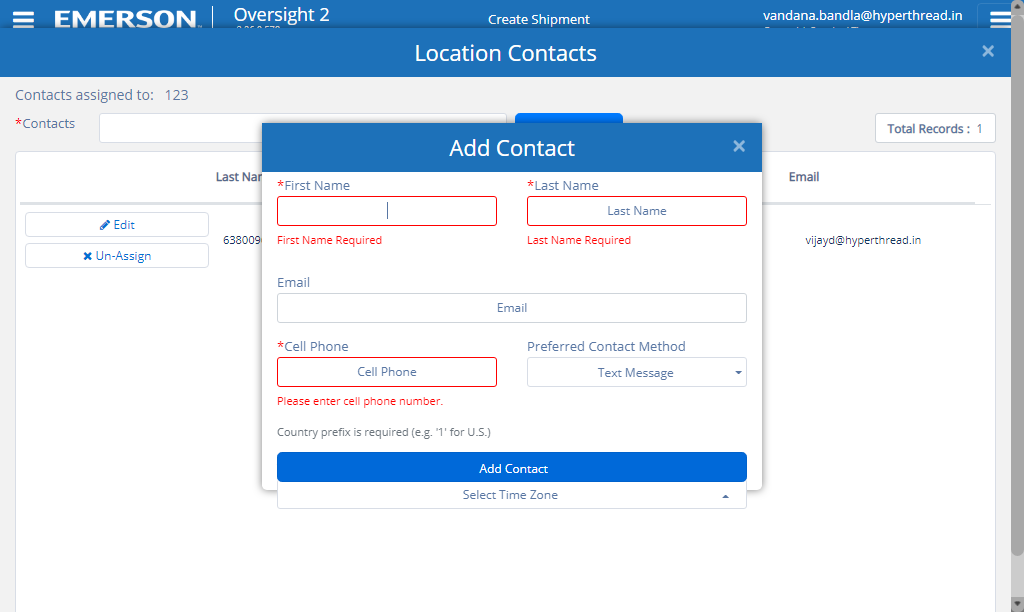 EMERSON Oversight 2 Create Shipment vandana.bandla@hyperthread.in
Location Contacts ×
Contacts assigned to: 123
*Contacts
Total Records : 1
Add Contact ×
Last Nam Email
*First Name *Last Name
Last Name
First Name Required Last Name Required
Edit
638009 vijayd@hyperthread.in
Un-Assign
Email
Email
*Cell Phone Preferred Contact Method
Cell Phone Text Message
Please enter cell phone number.
Country prefix is required (e.g. '1' for U.S.)
Add Contact
Select Time Zone